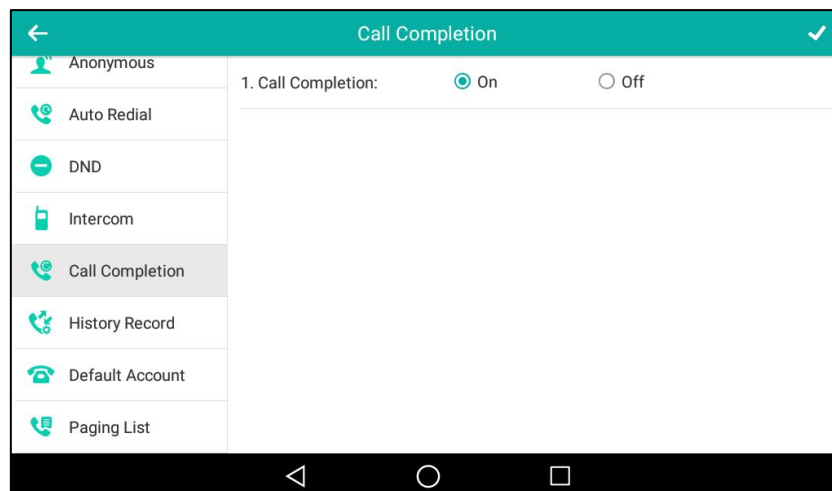 Call Completion
Anonymous
1. Call Completion: On Off
Auto Redial
DND
Intercom
Call Completion
History Record
Default Account
Paging List